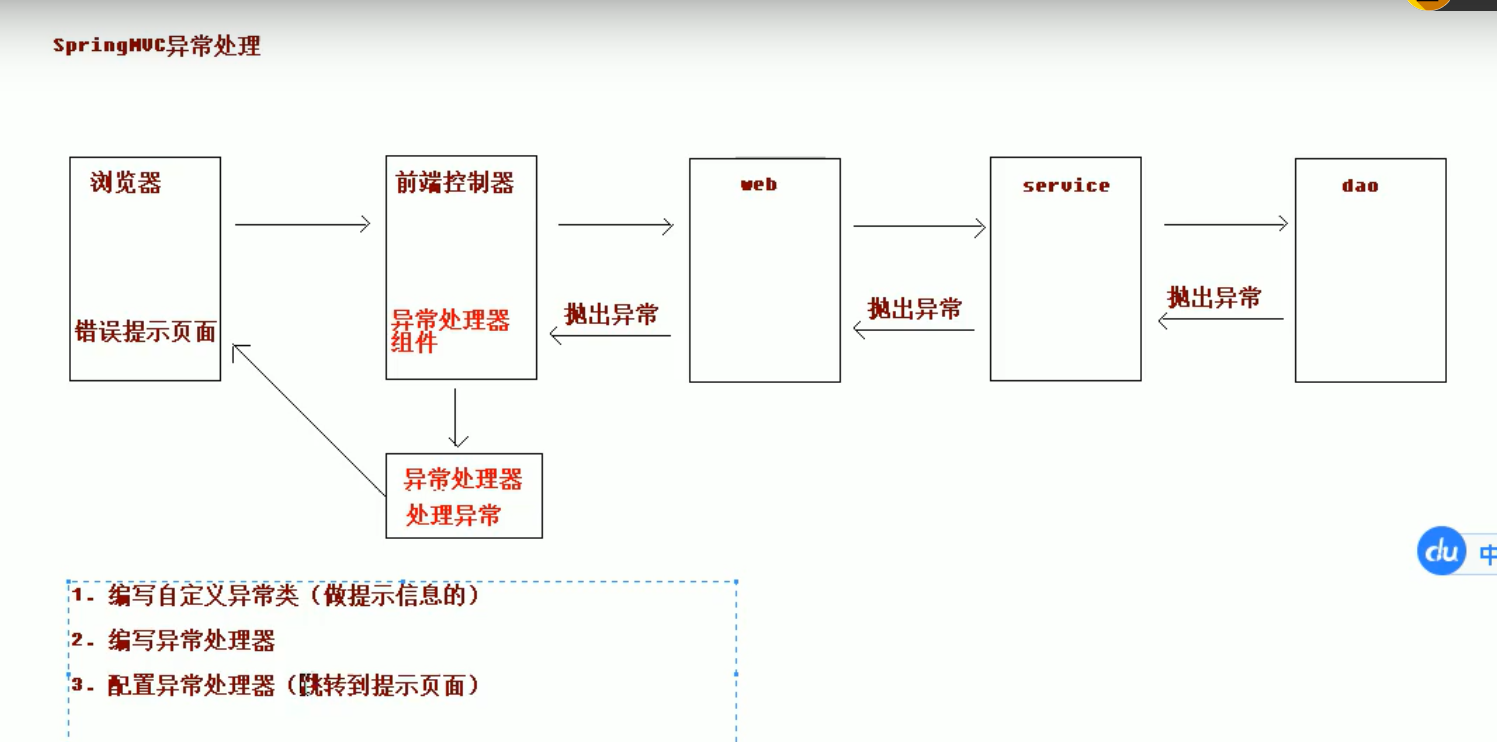 SpringMVC异常处理
浏览器
前端控制器
web
service
dao
错误提示页面
异常处理器
组件
抛出异常
抛出异常
抛出异常
异常处理器
处理异常
du
中
1. 编写自定义异常类（做提示信息的）
2. 编写异常处理器
3. 配置异常处理器（跳转到提示页面）